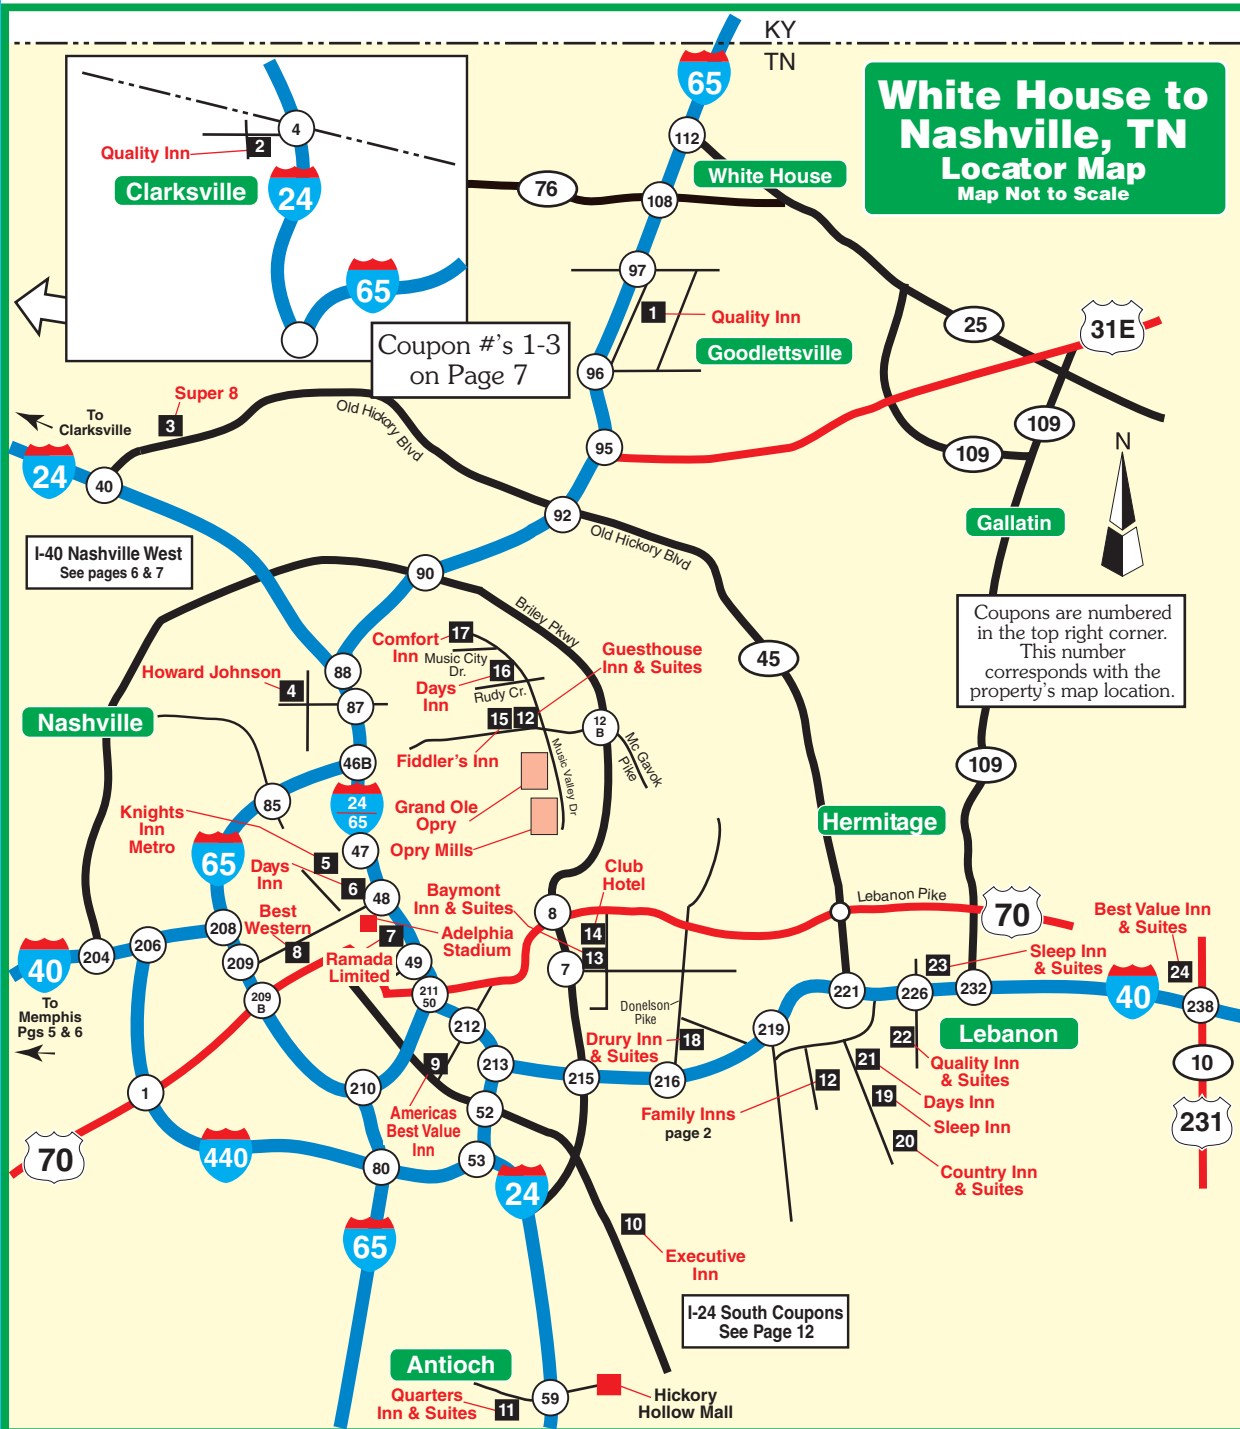 KY
TN
65
White House to
Nashville, TN
Locator Map
Map Not to Scale
112
4
2
Quality Inn
Clarksville
24
65
76
108
White House
97
1
Quality Inn
Goodlettsville
96
25
31E
Coupon #'s 1-3
on Page 7
Super 8
3
To
Clarksville
Old Hickory Blvd
24
40
95
109
109
N
92
Old Hickory Blvd
Gallatin
I-40 Nashville West
See pages 6 & 7
90
Briley Pkwy
Coupons are numbered
in the top right corner.
This number
corresponds with the
property's map location.
Comfort
Inn
17
Music City
Dr.
Guesthouse
Inn & Suites
45
Howard Johnson
4
88
16
Days
Inn
Rudy Cr.
87
15
12
12
B
Nashville
Fiddler's Inn
Mc Gavok
Pike
Music Valley Dr
46B
109
85
24
65
Grand Ole
Opry
Knights
Inn
Metro
Opry Mills
Hermitage
65
47
5
Days
Inn
6
48
Club
Hotel
Baymont
Inn & Suites
Lebanon Pike
70
Best
Western
8
208
8
14
Adelphia
Stadium
7
Best Value Inn
& Suites
24
206
204
40
209
Ramada
Limited
49
13
7
Sleep Inn
& Suites
23
To
Memphis
Pgs 5 & 6
209
B
211
50
221
226
232
40
238
Donelson
Pike
212
219
Lebanon
18
Drury Inn
& Suites
22
Quality Inn
& Suites
10
9
213
215
216
21
Days Inn
1
210
12
19
Sleep Inn
Family Inns
page 2
Americas
Best Value
Inn
52
231
20
Country Inn
& Suites
70
440
80
53
24
65
10
Executive
Inn
I-24 South Coupons
See Page 12
Antioch
Quarters
Inn & Suites
11
59
Hickory
Hollow Mall